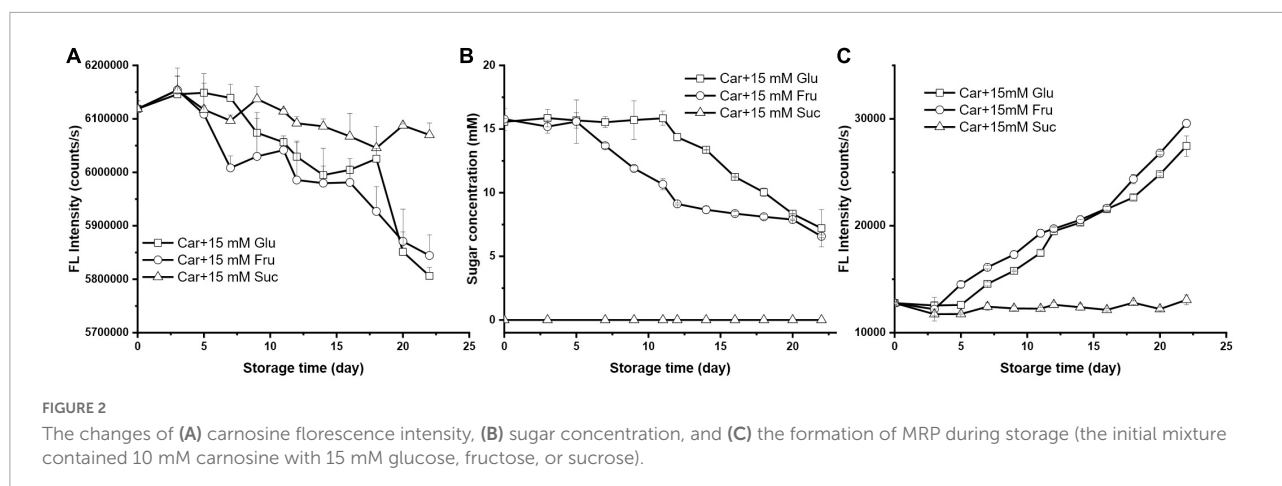 A
FL Intensity (counts/s)
6200000
6100000
6000000
5900000
5800000
5700000
Car+15 mM Glu
Car+15 mM Fru
Car+15 mM Suc
0 5 10 15 20 25
Storage time (day)
B
Sugar concentration (mM)
20
15
10
5
0
Car+15 mM Glu
Car+15 mM Fru
Car+15 mM Suc
0 5 10 15 20
Storage time (day)
C
FL Intensity (counts/s)
30000
20000
10000
Car+15mM Glu
Car+15mM Fru
Car+15mM Suc
0 5 10 15 20 25
Stoarge time (day)
FIGURE 2
The changes of (A) carnosine florescence intensity, (B) sugar concentration, and (C) the formation of MRP during storage (the initial mixture
contained 10 mM carnosine with 15 mM glucose, fructose, or sucrose).